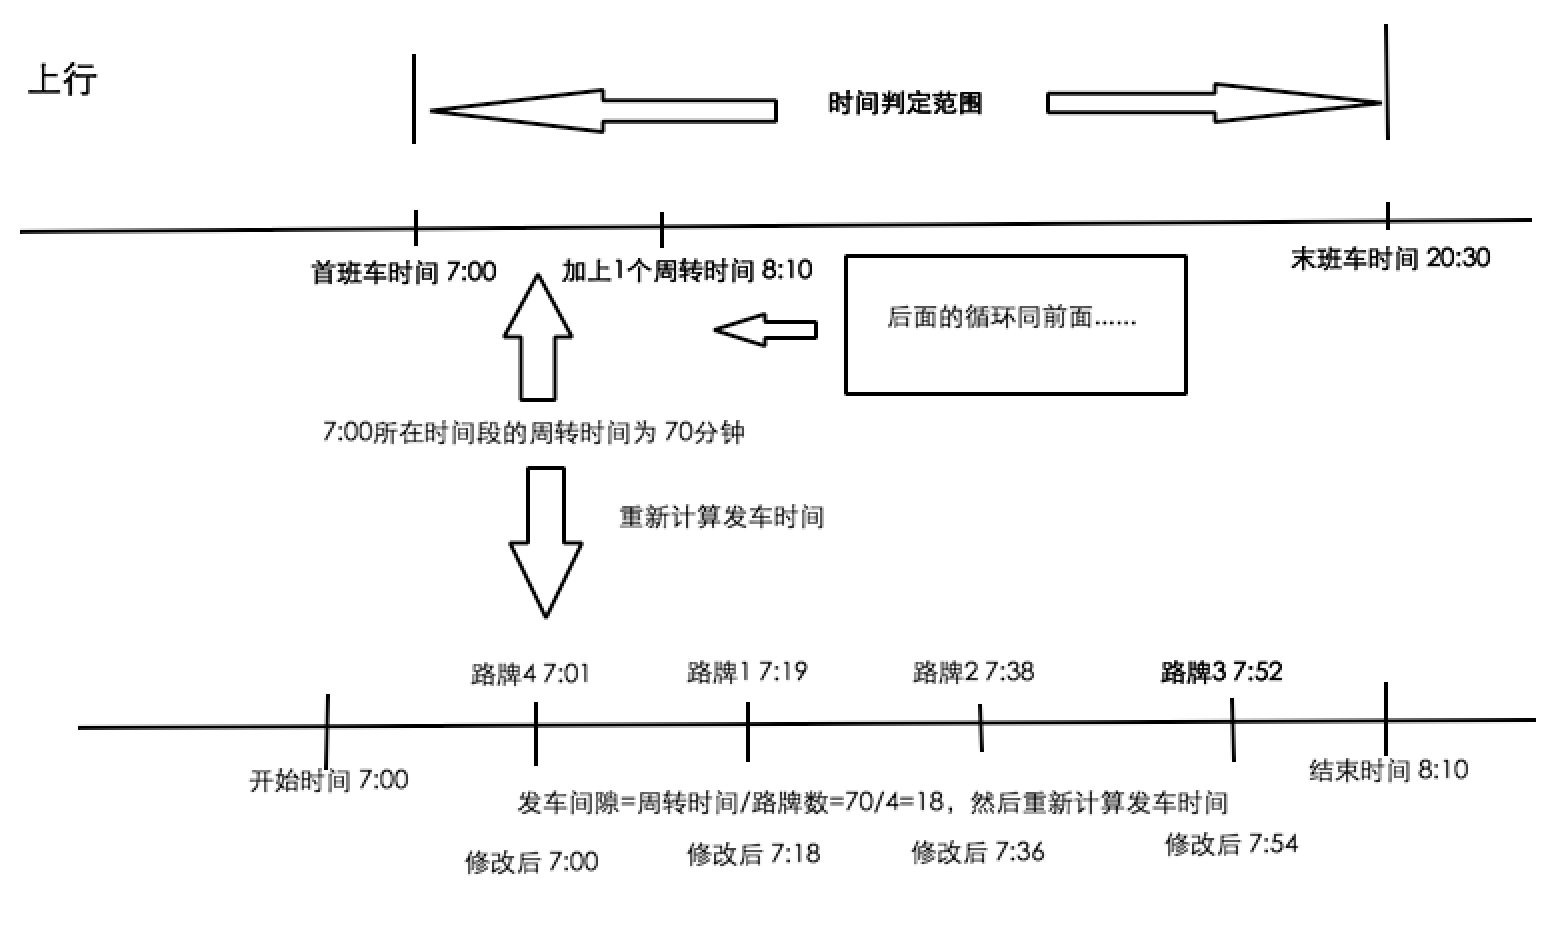 上行
时间判定范围
首班车时间 7:00
加上1个周转时间 8:10
末班车时间 20:30
后面的循环同前面......
7:00所在时间段的周转时间为 70分钟
重新计算发车时间
路牌4 7:01
路牌1 7:19
路牌2 7:38
路牌3 7:52
开始时间 7:00
结束时间 8:10
发车间隙=周转时间/路牌数=70/4=18，然后重新计算发车时间
修改后 7:00
修改后 7:18
修改后 7:36
修改后 7:54